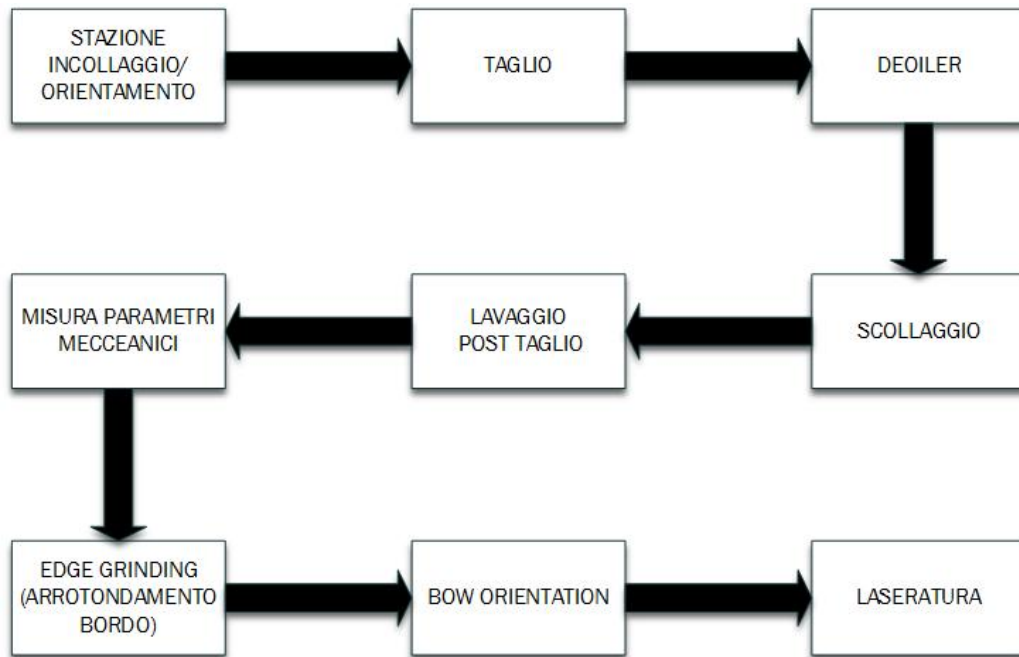 STAZIONE
INCOLLAGGIO/
ORIENTAMENTO
TAGLIO
DEOILER
SCOLLAGGIO
LAVAGGIO
POST TAGLIO
MISURA PARAMETRI
MECCEANICI
EDGE GRINDING
(ARROTONDAMENTO
BORDO)
BOW ORIENTATION
LASERATURA